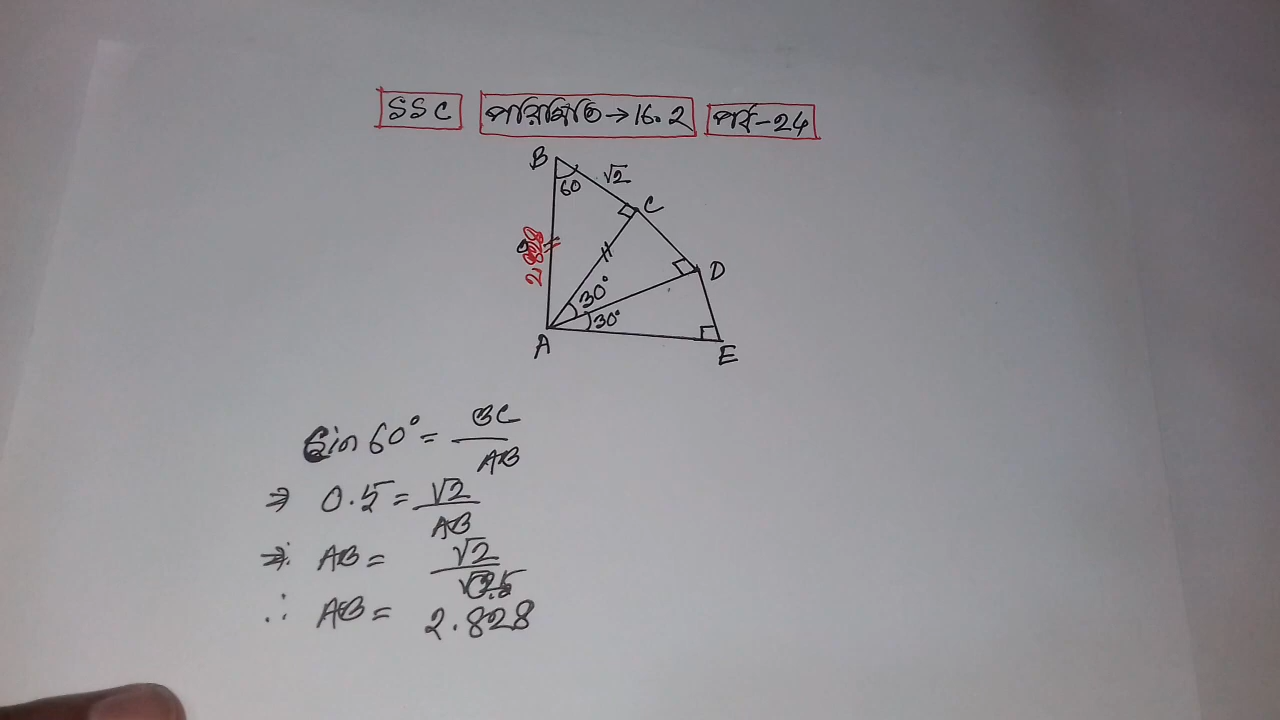 SSC পরিমিতি→16.2 পর্ব-24
B
√2
60
C
2.828
D
30°
30°
A
E
Sin 60° = BC/AB
⇒ 0.5 = √2/AB
⇒ AB = √2/0.5
∴ AB = 2.828